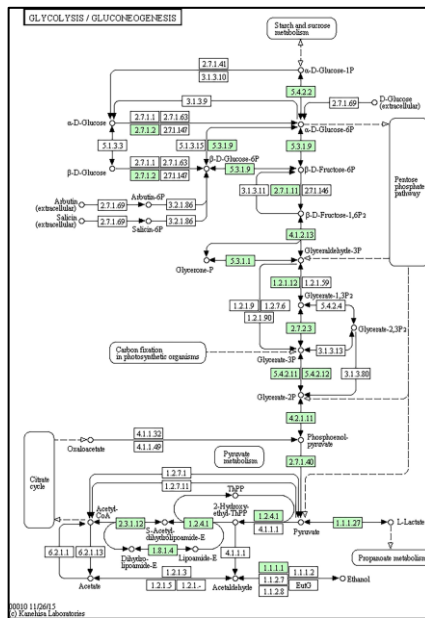 GLYCOLYSIS / GLUCONEOGENESIS
Starch and sucrose
metabolism
2.7.1.41
3.1.3.10
α-D-Glucose-1P
5.4.2.2
D-Glucose
(extracellular)
3.1.3.9
2.7.1.69
α-D-Glucose
2.7.1.1
2.7.1.63
2.7.1.2
2.7.1.147
α-D-Glucose-6P
5.1.3.3
3.1.3.15
5.3.1.9
5.3.1.9
β-D-Glucose-6P
5.3.1.9
β-D-Fructose-6P
β-D-Glucose
2.7.1.1
2.7.1.63
2.7.1.2
2.7.1.147
Pentose
phosphate
pathway
3.1.3.11
2.7.1.11
2.7.1.146
Arbutin
(extracellular)
2.7.1.69
Arbutin-6P
3.2.1.86
Salicin
(extracellular)
2.7.1.69
Salicin-6P
3.2.1.86
β-D-Fructose-1,6P2
4.1.2.13
Glyceraldehyde-3P
5.3.1.1
Glycerone-P
1.2.1.12
1.2.1.59
1.2.1.9
1.2.7.6
1.2.1.90
Glycerate-1,3P2
5.4.2.4
Glycerate-2,3P2
2.7.2.3
Carbon fixation
in photosynthetic organisms
Glycerate-3P
3.1.3.13
5.4.2.11
5.4.2.12
3.1.3.80
Glycerate-2P
4.2.1.11
4.1.1.32
4.1.1.49
Oxaloacetate
Phosphoenol-
pyruvate
Pyruvate metabolism
2.7.1.40
Citrate
cycle
1.2.7.1
1.2.7.11
ThPP
Acetyl-
CoA
2-Hydroxy-
ethyl-ThPP
2.3.1.12
1.2.4.1
1.2.4.1
4.1.1.1
Pyruvate
1.1.1.27
L-Lactate
S-Acetyl-
dihydrolipoamide-E
Dihydro-
lipoamide-E
Lipoamide-E
1.8.1.4
4.1.1.1
Propanoate metabolism
6.2.1.1
6.2.1.13
1.2.1.3
1.2.1.5
1.2.1.-
Acetate
Acetaldehyde
1.1.1.1
1.1.1.2
1.1.2.7
EutG
1.1.2.8
Ethanol
00010 11/26/15
(c) Kanehisa Laboratories